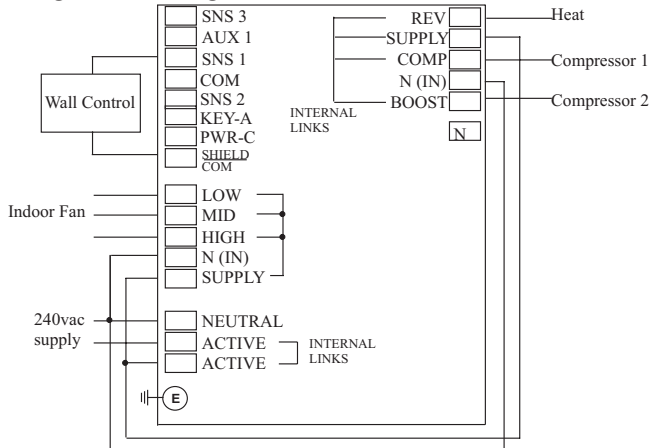 SNS 3
AUX 1
SNS 1
COM
SNS 2
KEY-A
PWR-C
SHIELD
COM
Wall Control
INTERNAL
LINKS
REV
SUPPLY
COMP
N (IN)
BOOST
N
Heat
Compressor 1
Compressor 2
Indoor Fan
LOW
MID
HIGH
N (IN)
SUPPLY
240vac
supply
NEUTRAL
ACTIVE
ACTIVE
INTERNAL
LINKS
E